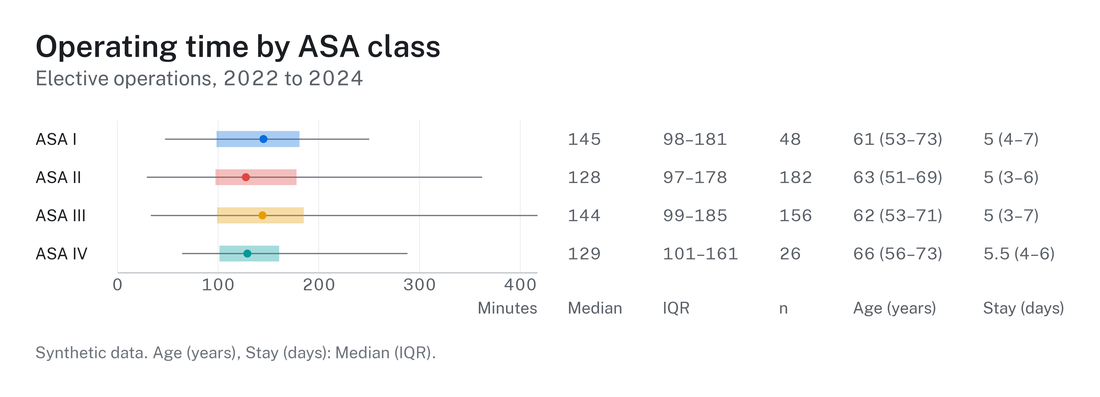 Operating time by ASA class
Elective operations, 2022 to 2024
ASA I 145 98–181 48 61 (53–73) 5 (4–7)
ASA II 128 97–178 182 63 (51–69) 5 (3–6)
ASA III 144 99–185 156 62 (53–71) 5 (3–7)
ASA IV 129 101–161 26 66 (56–73) 5.5 (4–6)
0 100 200 300 400
Minutes Median IQR n Age (years) Stay (days)
Synthetic data. Age (years), Stay (days): Median (IQR).